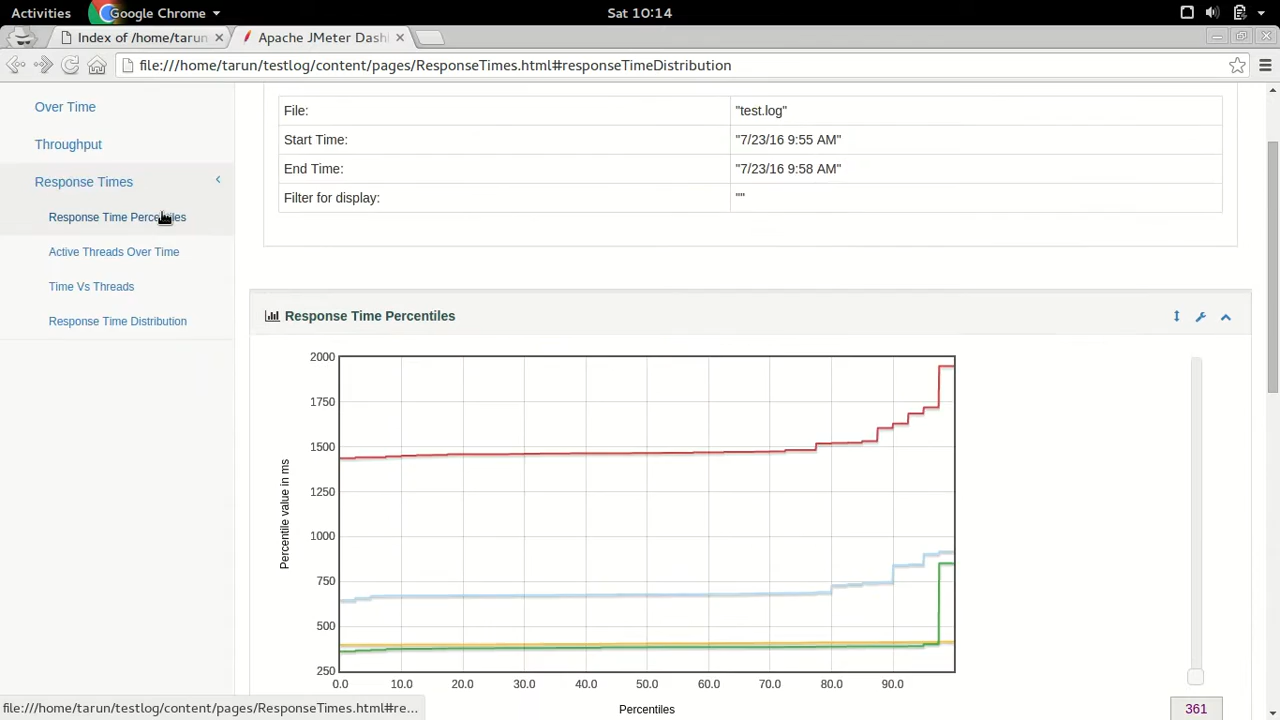 Activities
Google Chrome
Sat 10:14
Index of /home/tarun
Apache JMeter Dash
file:///home/tarun/testlog/content/pages/ResponseTimes.html#responseTimeDistribution
Over Time
Throughput
Response Times
Response Time Percentiles
Active Threads Over Time
Time Vs Threads
Response Time Distribution
File: "test.log"
Start Time: "7/23/16 9:55 AM"
End Time: "7/23/16 9:58 AM"
Filter for display: ""
Response Time Percentiles
Percentile value in ms
2000
1750
1500
1250
1000
750
500
250
0.0 10.0 20.0 30.0 40.0 50.0 60.0 70.0 80.0 90.0
Percentiles
361
file:///home/tarun/testlog/content/pages/ResponseTimes.html#re...